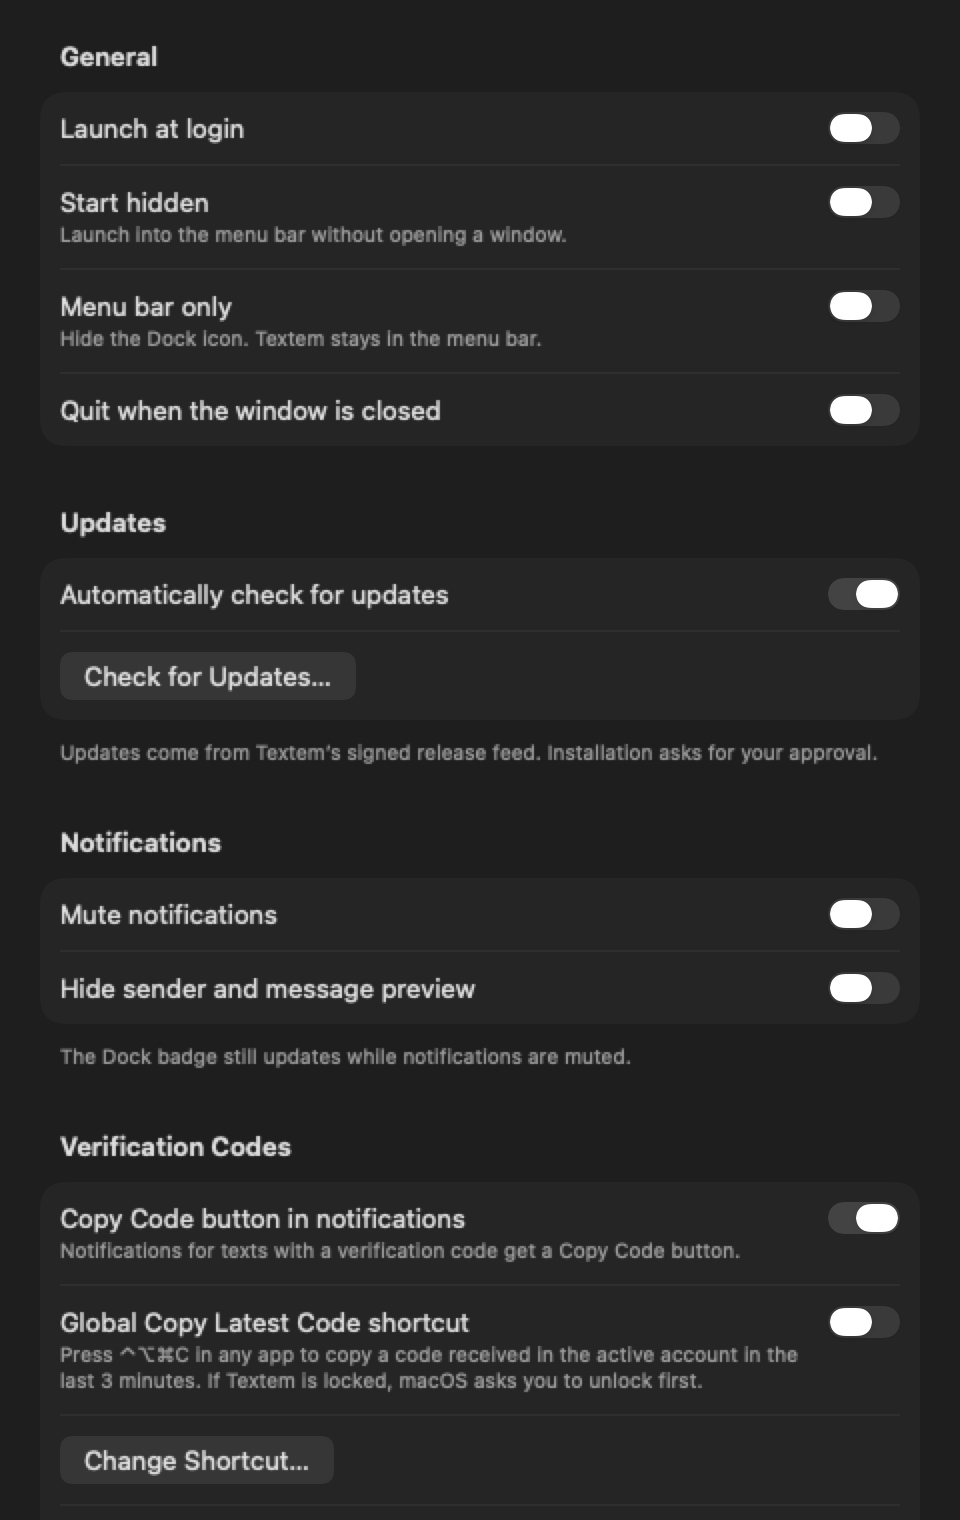 General
Launch at login
Start hidden
Launch into the menu bar without opening a window.
Menu bar only
Hide the Dock icon. Textem stays in the menu bar.
Quit when the window is closed
Updates
Automatically check for updates
Check for Updates...
Updates come from Textem’s signed release feed. Installation asks for your approval.
Notifications
Mute notifications
Hide sender and message preview
The Dock badge still updates while notifications are muted.
Verification Codes
Copy Code button in notifications
Notifications for texts with a verification code get a Copy Code button.
Global Copy Latest Code shortcut
Press ⌃⌥⌘C in any app to copy a code received in the active account in the
last 3 minutes. If Textem is locked, macOS asks you to unlock first.
Change Shortcut...